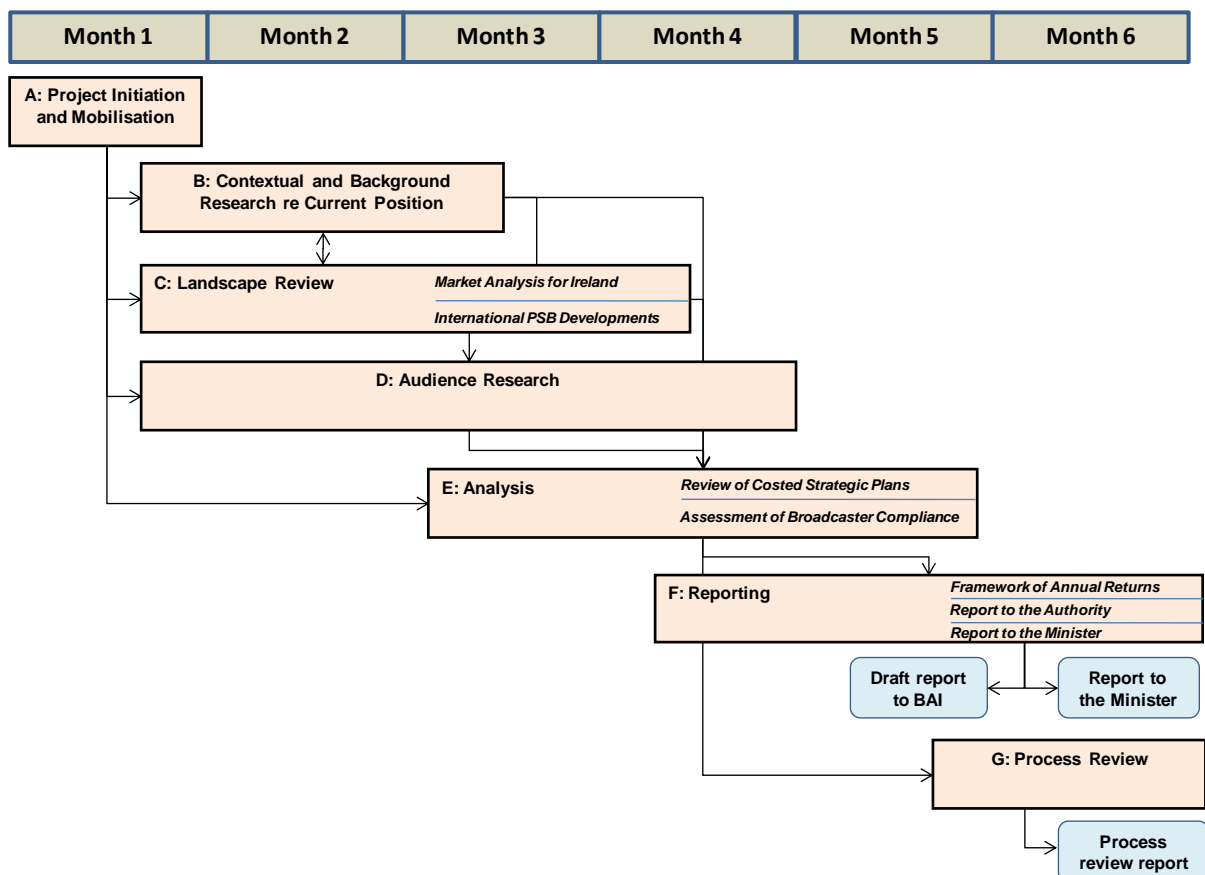 Month 1 Month 2 Month 3 Month 4 Month 5 Month 6
A: Project Initiation
and Mobilisation
B: Contextual and Background
Research re Current Position
C: Landscape Review
Market Analysis for Ireland
International PSB Developments
D: Audience Research
E: Analysis
Review of Costed Strategic Plans
Assessment of Broadcaster Compliance
F: Reporting
Framework of Annual Returns
Report to the Authority
Report to the Minister
Draft report
to BAI
Report to
the Minister
G: Process Review
Process
review report